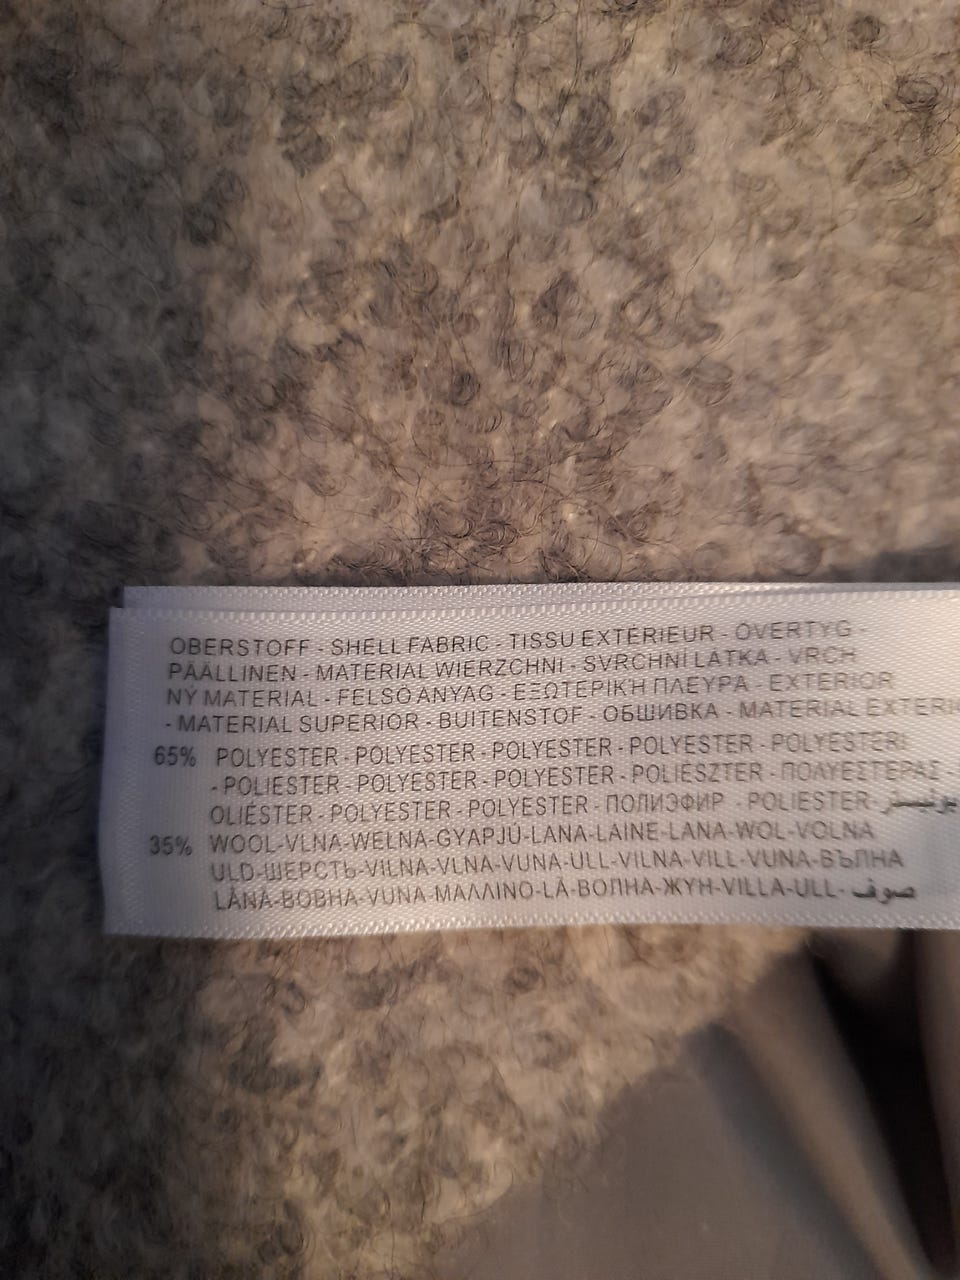 OBERSTOFF - SHELL FABRIC - TISSU EXTÉRIEUR - ÖVERTYG -
PÄÄLLINEN - MATERIAL WIERZCHNI - SVRCHNÍ LÁTKA - VRCH
NÝ MATERIAL - FELSŐ ANYAG - ΕΞΩΤΕΡΙΚΉ ΠΛΕΥΡΑ - EXTERIOR
- MATERIAL SUPERIOR - BUITENSTOF - ОБШИВКА - MATERIAL
65% POLYESTER - POLYESTER - POLYESTER - POLYESTER - POLYESTERI
- POLIESTER - POLYESTER - POLYESTER - POLIÉSZTER - ΠΟΛΥΕΣΤΕΡΑΣ -
OLIÉSTER - POLYESTER - POLYESTER - ПОЛИЭФИР - POLIESTER-
35% WOOL-VLNA-WEŁNA-GYAPJÚ-LANA-LAINE-LANA-WOL-VOLNA
ULD-ШЕРСТЬ-VILNA-VLNA-VUNA-ULL-VILNA-VILL-VUNA-ВЪЛНА
LÂNĂ-ВОВНА-VUNA-ΜΑΛΛΙΝΟ-LÃ-ВОЛНА-ЖҮН-VILLA-ULL- صوف